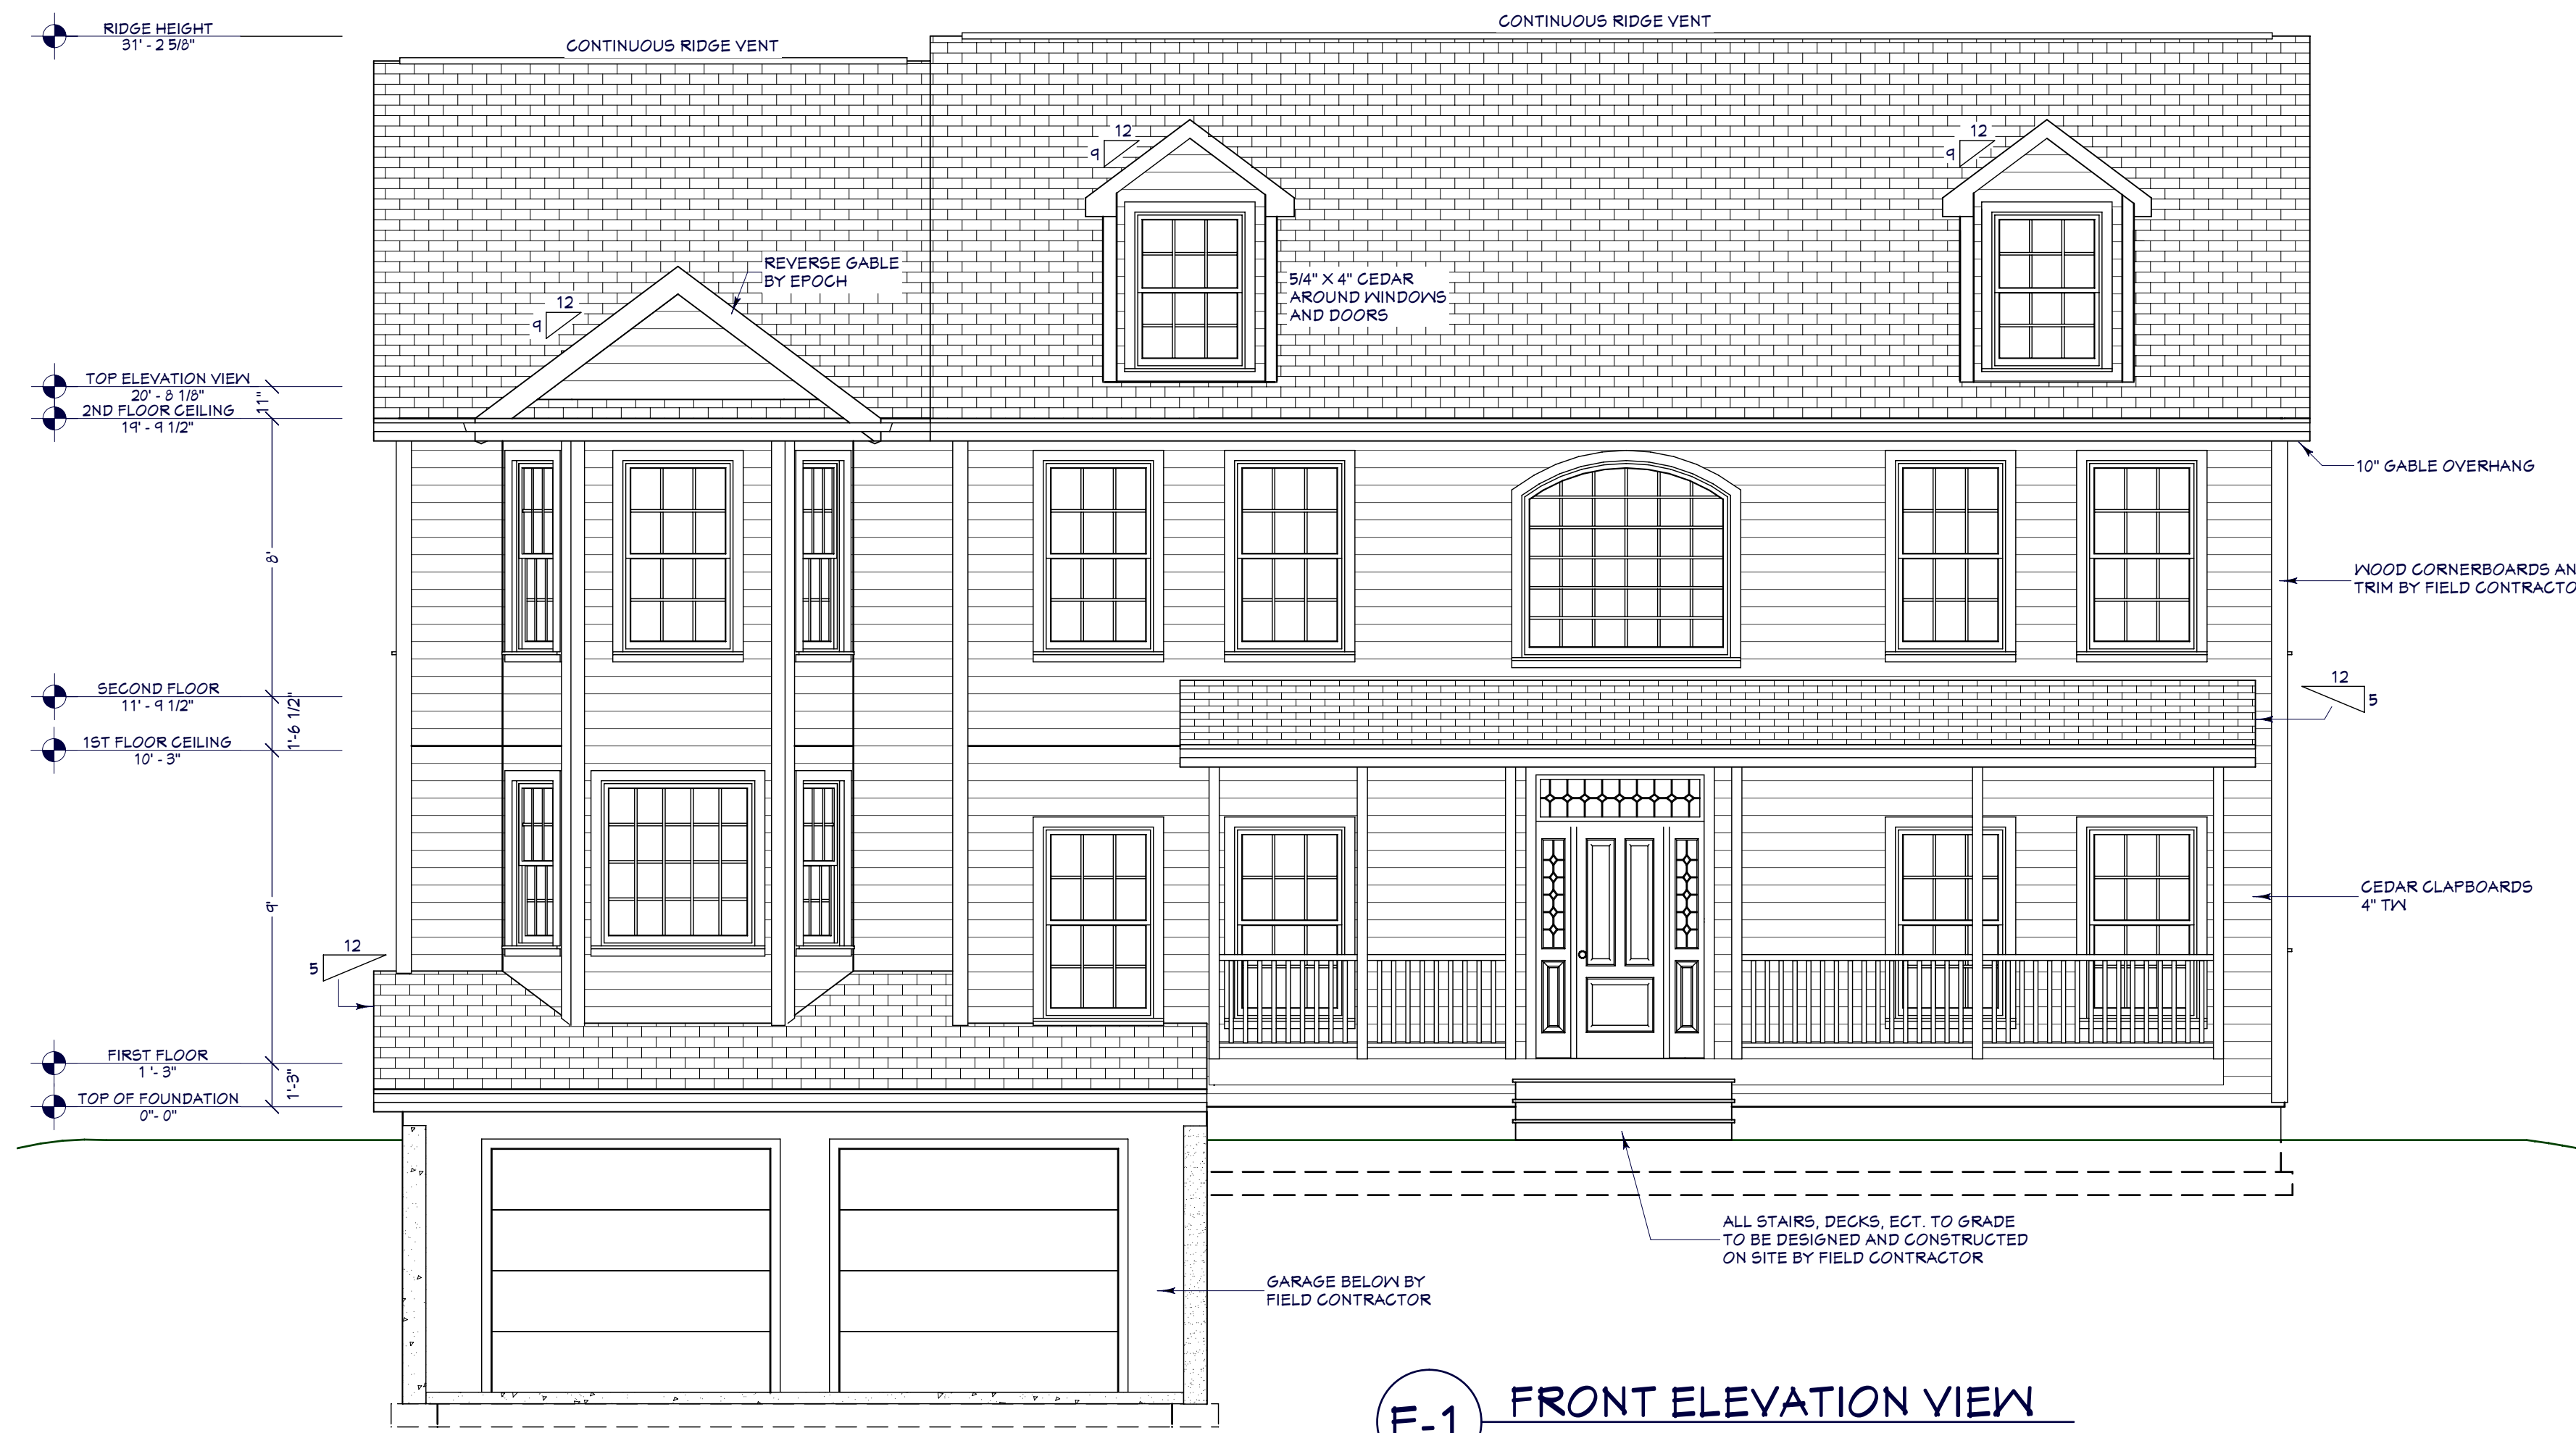 RIDGE HEIGHT
31' - 2 5/8"
CONTINUOUS RIDGE VENT
CONTINUOUS RIDGE VENT
12
9
12
9
REVERSE GABLE
BY EPOCH
12
9
5/4" X 4" CEDAR
AROUND WINDOWS
AND DOORS
TOP ELEVATION VIEW
20' - 8 1/8"
11"
2ND FLOOR CEILING
19' - 9 1/2"
10" GABLE OVERHANG
8'
WOOD CORNERBOARDS AN
TRIM BY FIELD CONTRACTO
SECOND FLOOR
11' - 9 1/2"
1'-6 1/2"
12
5
1ST FLOOR CEILING
10' - 3"
9'
CEDAR CLAPBOARDS
4" TW
12
5
FIRST FLOOR
1 '- 3"
1'-3"
TOP OF FOUNDATION
0"- 0"
ALL STAIRS, DECKS, ECT. TO GRADE
TO BE DESIGNED AND CONSTRUCTED
ON SITE BY FIELD CONTRACTOR
GARAGE BELOW BY
FIELD CONTRACTOR
FRONT ELEVATION VIEW